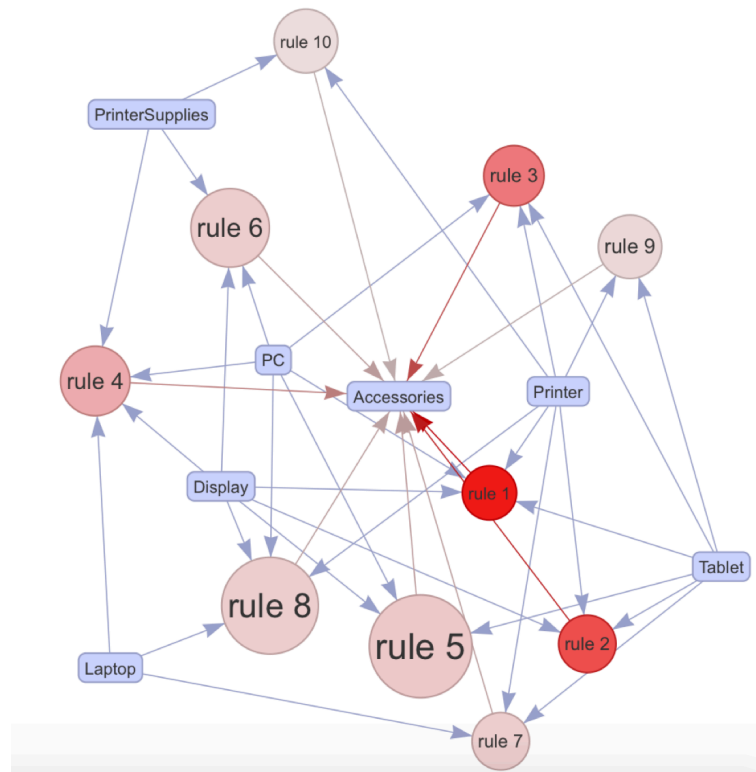 rule 10
PrinterSupplies
rule 3
rule 6
rule 9
PC
rule 4
Accessories
Printer
Display
rule 1
Tablet
rule 8
rule 5
rule 2
Laptop
rule 7